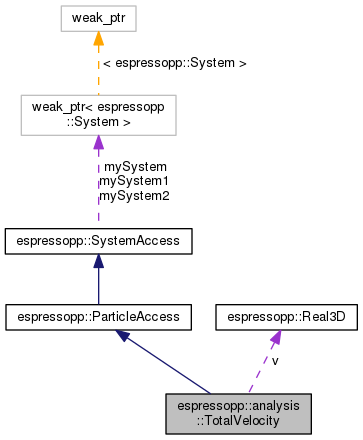 weak_ptr
< espressopp::System >
weak_ptr< espressopp
::System >
mySystem
mySystem1
mySystem2
espressopp::SystemAccess
espressopp::ParticleAccess
espressopp::Real3D
v
espressopp::analysis
::TotalVelocity